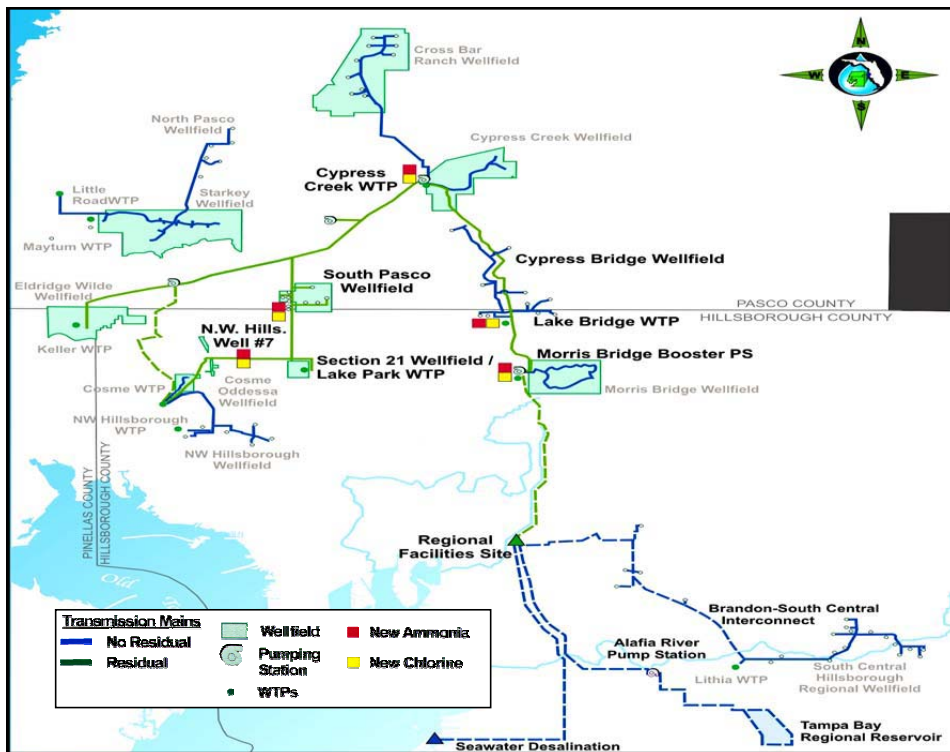 Cross Bar
Ranch Wellfield
N
W
E
S
North Pasco
Wellfield
Cypress Creek Wellfield
Cypress
Creek WTP
Little
RoadWTP
Starkey
Wellfield
Maytum WTP
Cypress Bridge Wellfield
South Pasco
Wellfield
Eldridge Wilde
Wellfield
PASCO COUNTY
HILLSBOROUGH COUNTY
Lake Bridge WTP
N.W. Hills.
Well #7
Keller WTP
Section 21 Wellfield /
Lake Park WTP
Morris Bridge Booster PS
Cosme WTP
Cosme
Oddessa
Wellfield
Morris Bridge Wellfield
NW Hillsborough
WTP
NW Hillsborough
Wellfield
PINELLAS COUNTY
HILLSBOROUGH COUNTY
Regional
Facilities Site
Old
Transmission Mains
No Residual
Residual
Wellfield
Pumping
Station
WTPs
New Ammonia
New Chlorine
Brandon-South Central
Interconnect
Alafia River
Pump Station
Lithia WTP
South Central
Hillsborough
Regional Wellfield
Tampa Bay
Regional Reservoir
Seawater Desalination